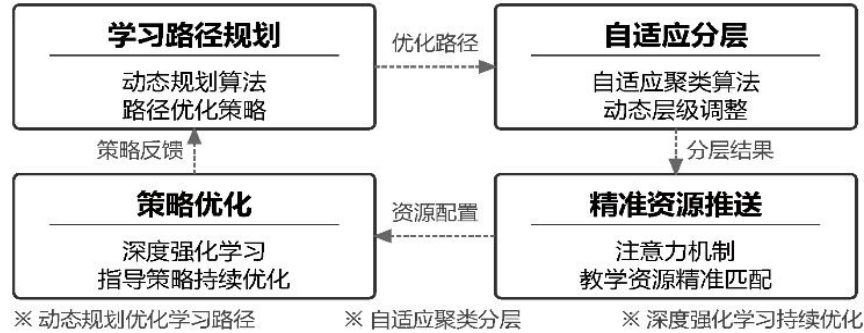 学习路径规划
动态规划算法
路径优化策略
优化路径
自适应分层
自适应聚类算法
动态层级调整
策略反馈
分层结果
策略优化
深度强化学习
指导策略持续优化
资源配置
精准资源推送
注意力机制
教学资源精准匹配
※ 动态规划优化学习路径
※ 自适应聚类分层
※ 深度强化学习持续优化